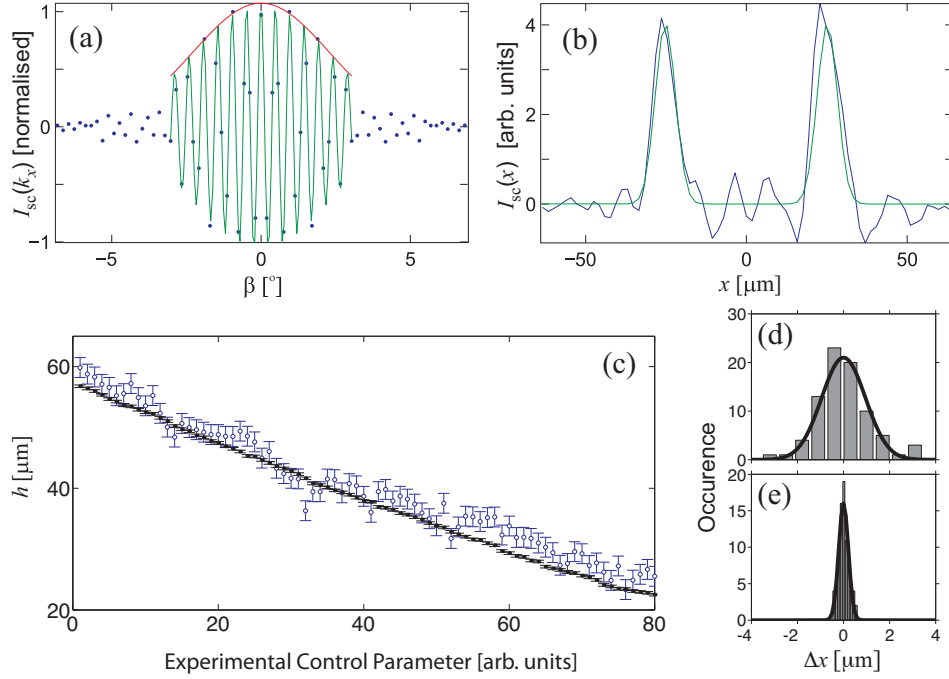 (a)
I_sc(k_x) [normalised]
1
0
−1
−5
0
5
β [°]
(b)
I_sc(x) [arb. units]
4
2
0
−50
0
50
x [μm]
(c)
h [μm]
60
40
20
0
20
40
60
80
Experimental Control Parameter [arb. units]
(d)
30
20
10
0
Occurence
(e)
20
15
10
5
0
-4
-2
0
2
4
Δx [μm]